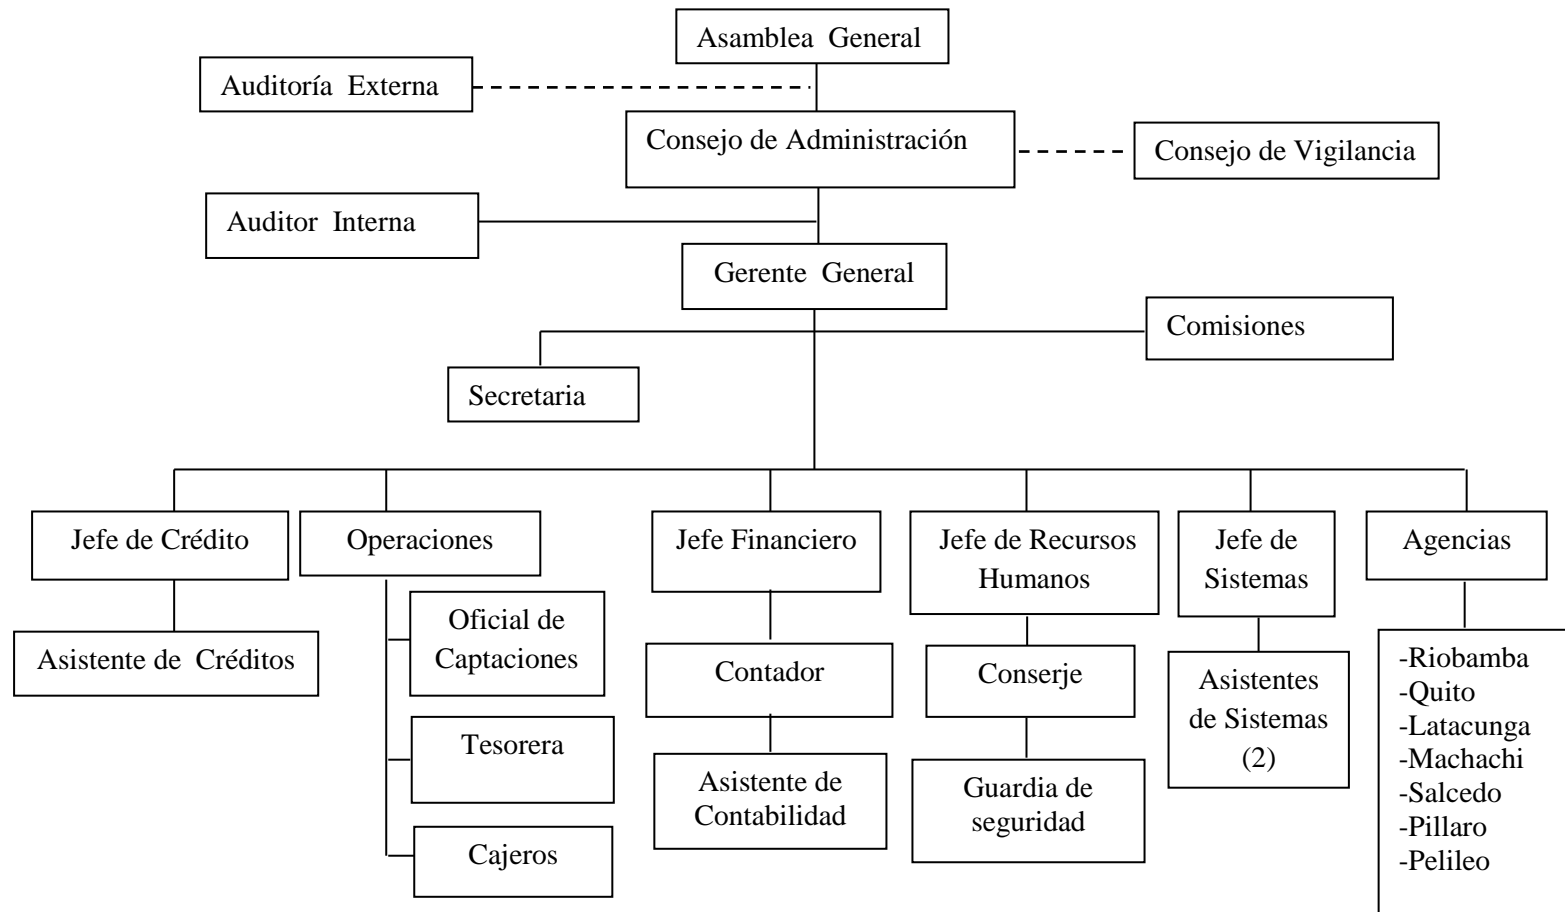 Asamblea General
Auditoría Externa
Consejo de Administración
Consejo de Vigilancia
Auditor Interna
Gerente General
Comisiones
Secretaria
Jefe de Crédito
Operaciones
Jefe Financiero
Jefe de Recursos
Humanos
Jefe de
Sistemas
Agencias
Asistente de Créditos
Oficial de
Captaciones
Tesorera
Cajeros
Contador
Asistente de
Contabilidad
Conserje
Guardia de
seguridad
Asistentes
de Sistemas
(2)
-Riobamba
-Quito
-Latacunga
-Machachi
-Salcedo
-Pillaro
-Pelileo